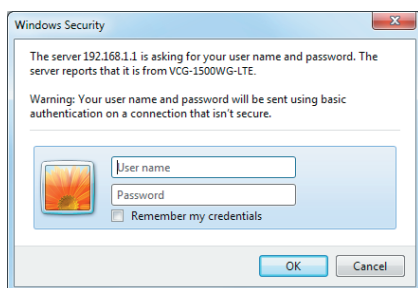 Windows Security
The server 192.168.1.1 is asking for your user name and password. The
server reports that it is from VCG-1500WG-LTE.
Warning: Your user name and password will be sent using basic
authentication on a connection that isn't secure.
User name
Password
Remember my credentials
OK
Cancel